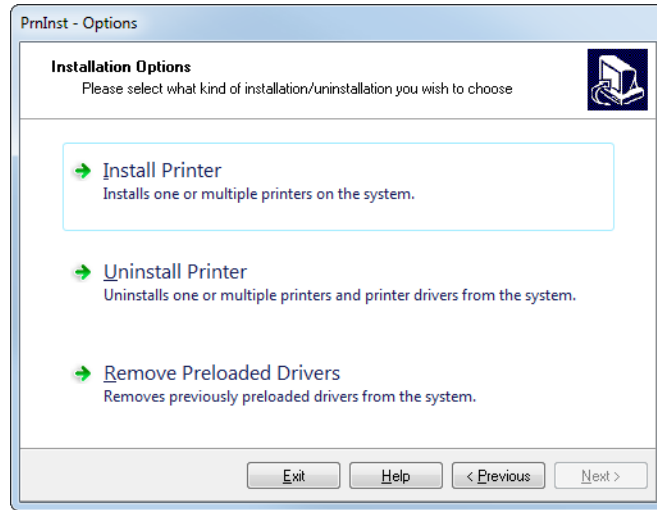 PrnInst - Options
Installation Options
Please select what kind of installation/uninstallation you wish to choose
Install Printer
Installs one or multiple printers on the system.
Uninstall Printer
Uninstalls one or multiple printers and printer drivers from the system.
Remove Preloaded Drivers
Removes previously preloaded drivers from the system.
Exit Help < Previous Next >